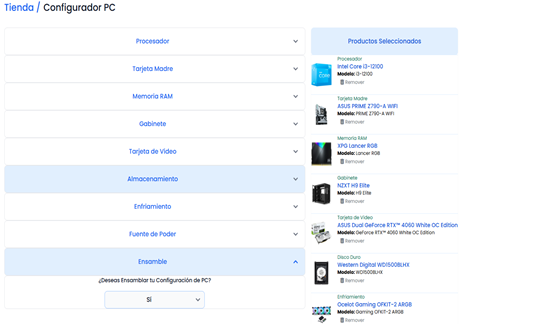 Tienda / Configurador PC
Procesador
Tarjeta Madre
Memoria RAM
Gabinete
Tarjeta de Video
Almacenamiento
Enfriamiento
Fuente de Poder
Ensamble
¿Deseas Ensamblar tu Configuración de PC?
Sí
Productos Seleccionados
Procesador
Intel Core i3-12100
Modelo: i3-12100
Remover
Tarjeta Madre
ASUS PRIME Z790-A WIFI
Modelo: PRIME Z790-A WIFI
Remover
Memoria RAM
XPG Lancer RGB
Modelo: Lancer RGB
Remover
Gabinete
NZXT H9 Elite
Modelo: H9 Elite
Remover
Tarjeta de Video
ASUS Dual GeForce RTX™ 4060 White OC Edition
Modelo: GeForce RTX™ 4060 White OC Edition
Remover
Disco Duro
Western Digital WD1500BLHX
Modelo: WD1500BLHX
Remover
Enfriamiento
Ocelot Gaming OFKIT-2 ARGB
Modelo: Gaming OFKIT-2 ARGB
Remover